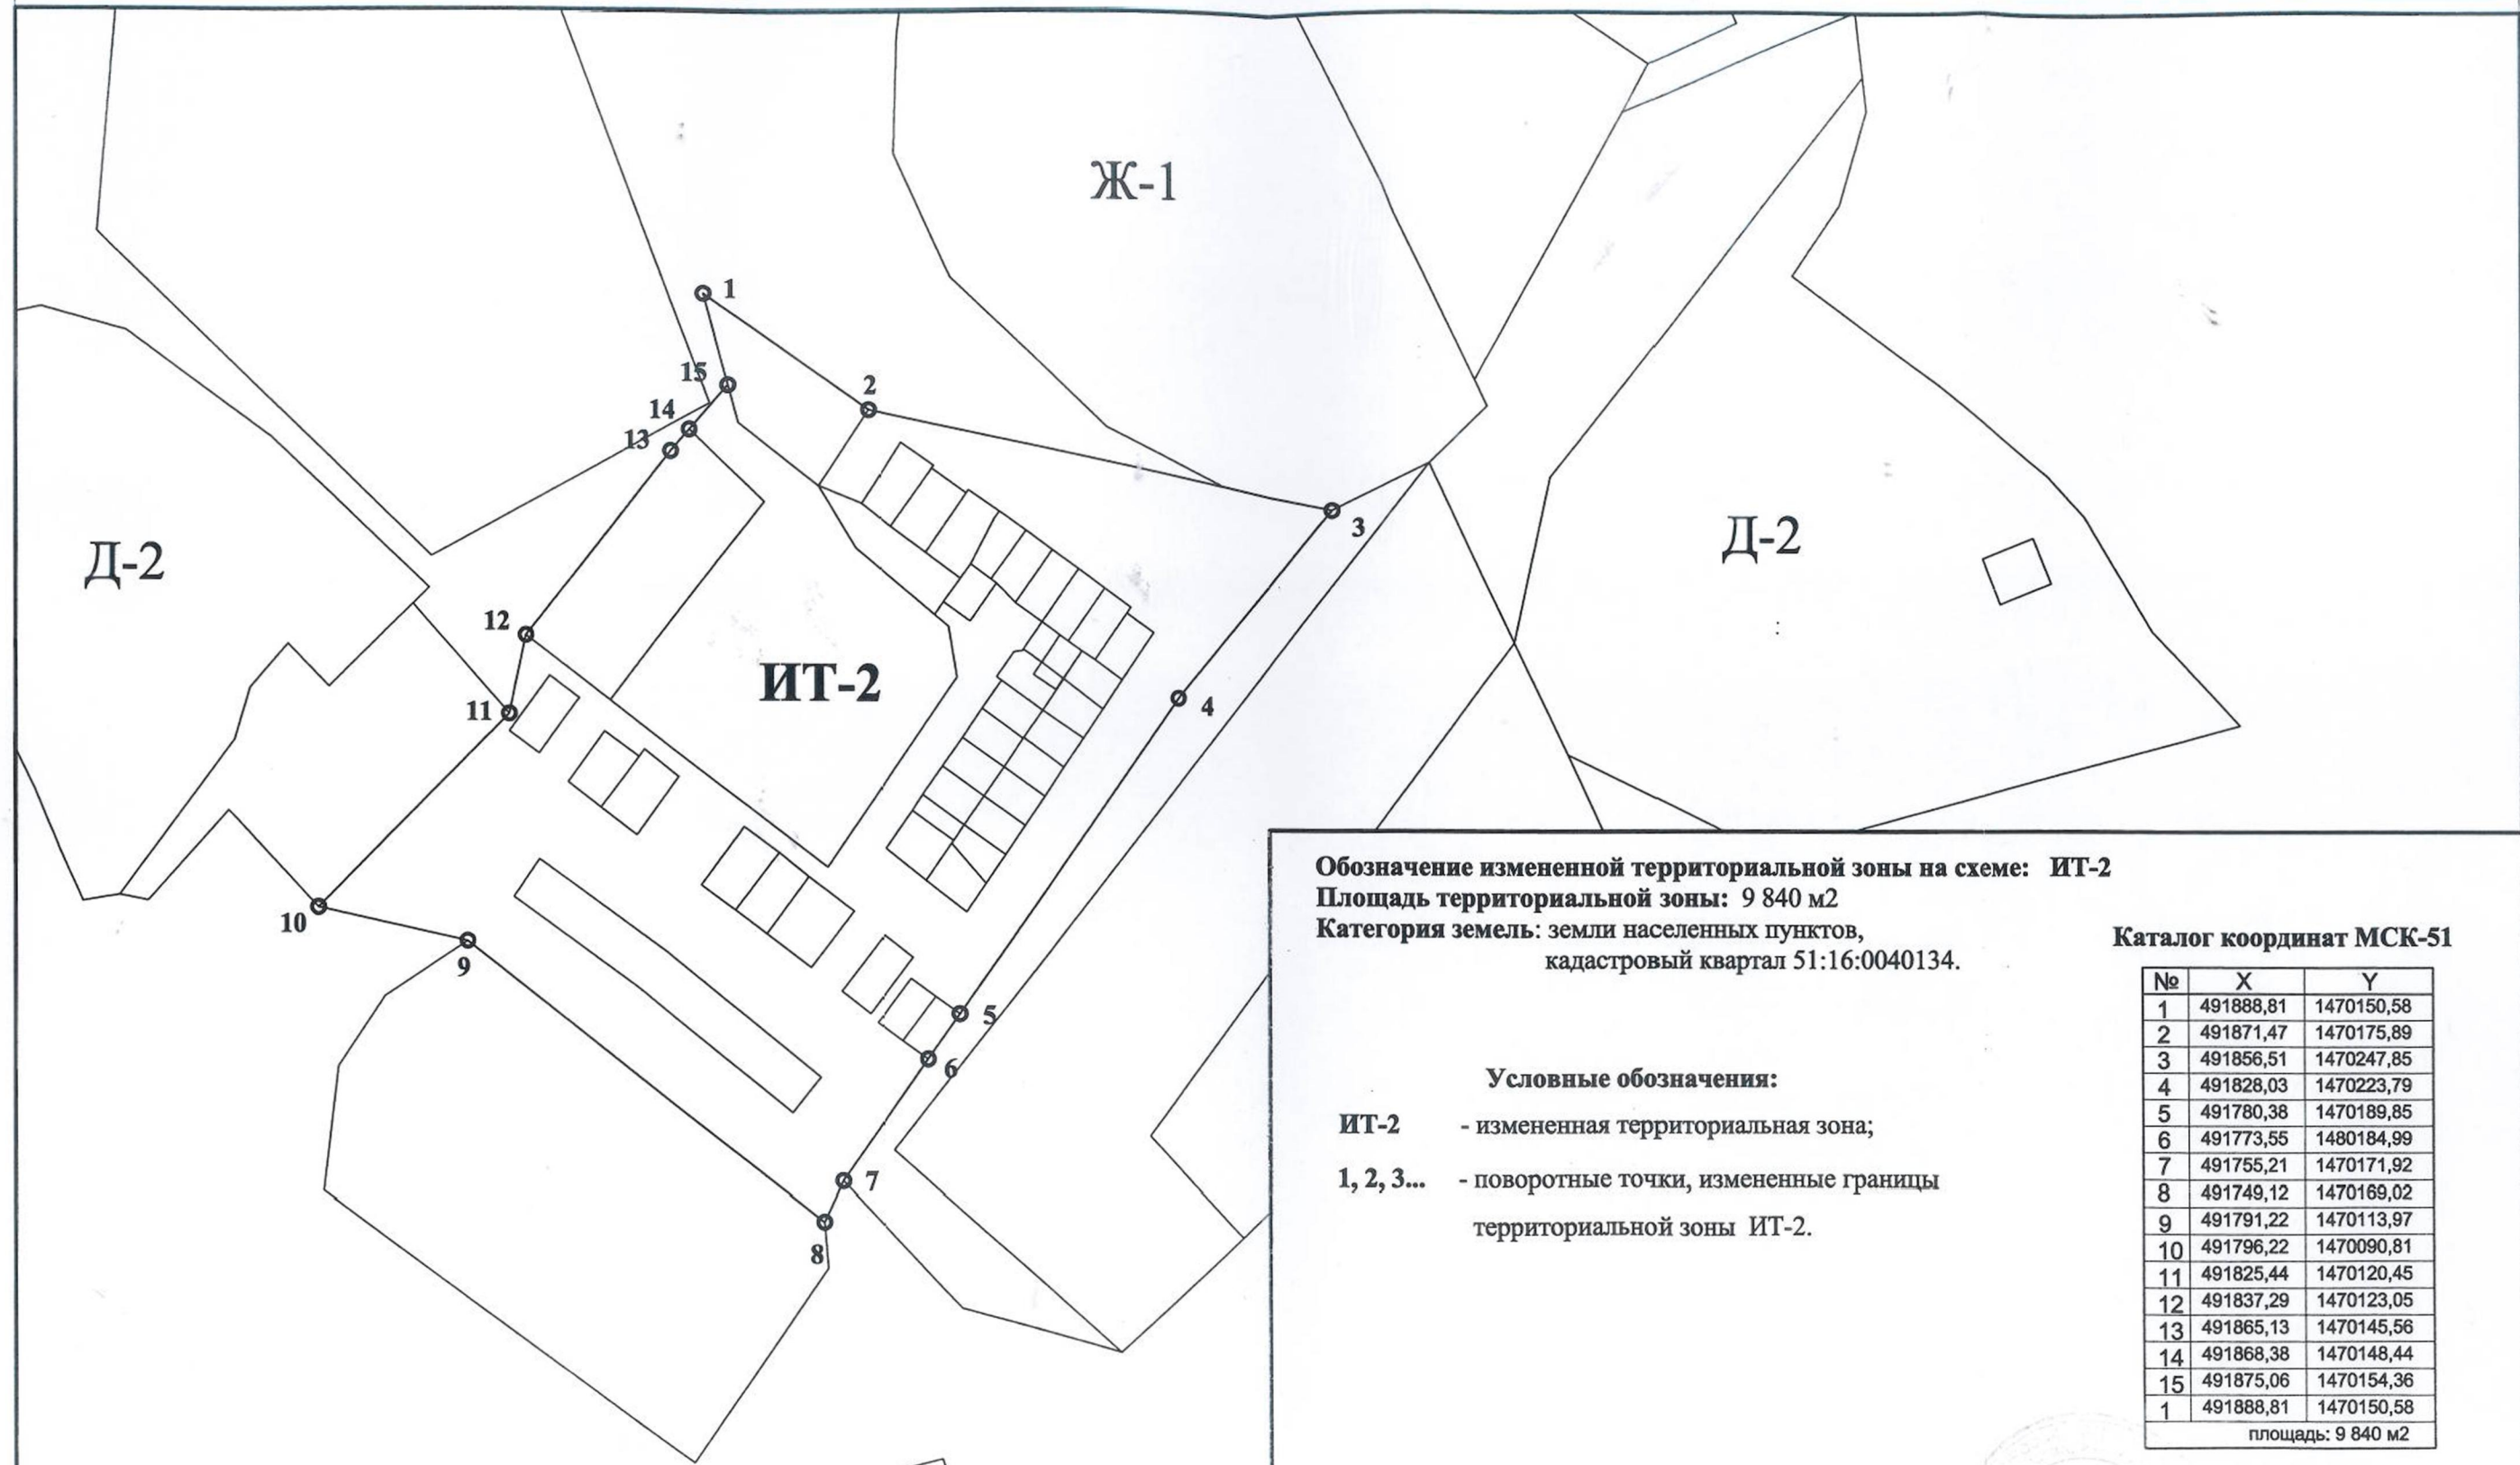 Ж-1
1
15
2
14
13
3
Д-2
Д-2
12
ИТ-2
11
4
10
9
5
6
7
8
Обозначение измененной территориальной зоны на схеме: ИТ-2
Площадь территориальной зоны: 9 840 м2
Категория земель: земли населенных пунктов,
кадастровый квартал 51:16:0040134.
Условные обозначения:
ИТ-2 - измененная территориальная зона;
1, 2, 3... - поворотные точки, измененные границы
территориальной зоны ИТ-2.
Каталог координат МСК-51
№ X Y
1 491888,81 1470150,58
2 491871,47 1470175,89
3 491856,51 1470247,85
4 491828,03 1470223,79
5 491780,38 1470189,85
6 491773,55 1480184,99
7 491755,21 1470171,92
8 491749,12 1470169,02
9 491791,22 1470113,97
10 491796,22 1470090,81
11 491825,44 1470120,45
12 491837,29 1470123,05
13 491865,13 1470145,56
14 491868,38 1470148,44
15 491875,06 1470154,36
1 491888,81 1470150,58
площадь: 9 840 м2